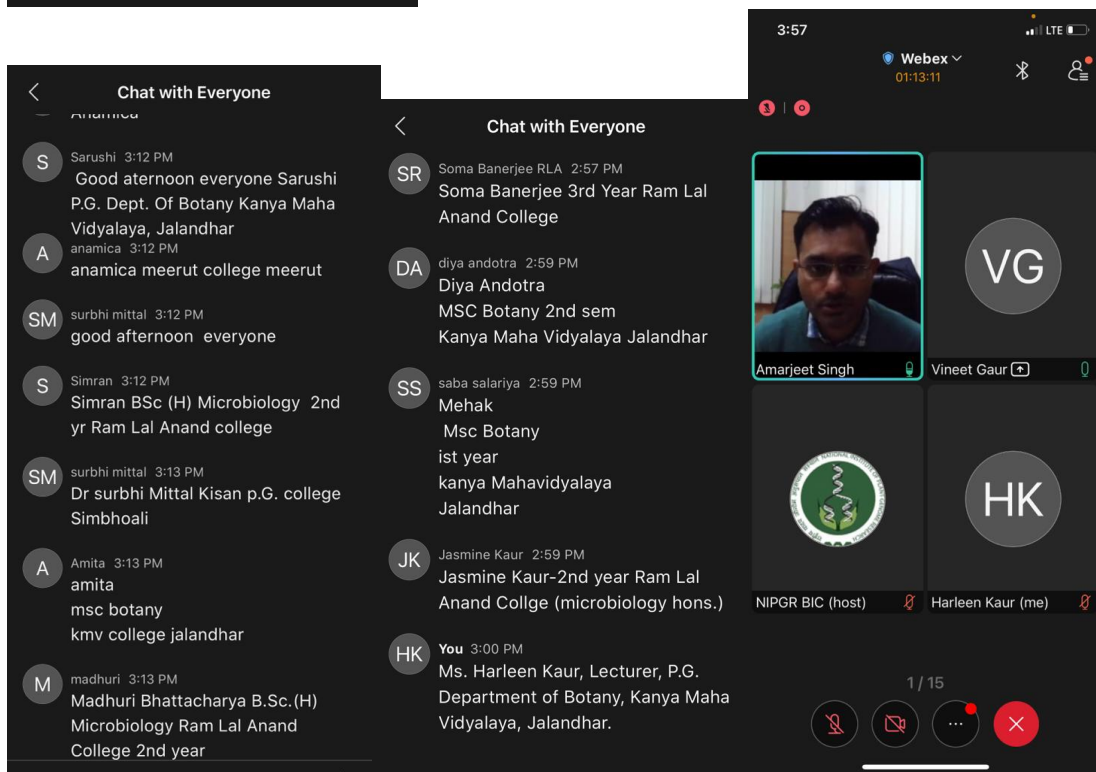 Chat with Everyone
Anamica
S
Sarushi 3:12 PM
Good aternoon everyone Sarushi
P.G. Dept. Of Botany Kanya Maha
Vidyalaya, Jalandhar
A
anamica 3:12 PM
anamica meerut college meerut
SM
surbhi mittal 3:12 PM
good afternoon everyone
S
Simran 3:12 PM
Simran BSc (H) Microbiology 2nd
yr Ram Lal Anand college
SM
surbhi mittal 3:13 PM
Dr surbhi Mittal Kisan p.G. college
Simbhoali
A
Amita 3:13 PM
amita
msc botany
kmv college jalandhar
M
madhuri 3:13 PM
Madhuri Bhattacharya B.Sc.(H)
Microbiology Ram Lal Anand
College 2nd year
Chat with Everyone
SR
Soma Banerjee RLA 2:57 PM
Soma Banerjee 3rd Year Ram Lal
Anand College
DA
diya andotra 2:59 PM
Diya Andotra
MSC Botany 2nd sem
Kanya Maha Vidyalaya Jalandhar
SS
saba salariya 2:59 PM
Mehak
Msc Botany
ist year
kanya Mahavidyalaya
Jalandhar
JK
Jasmine Kaur 2:59 PM
Jasmine Kaur-2nd year Ram Lal
Anand Collge (microbiology hons.)
HK
You 3:00 PM
Ms. Harleen Kaur, Lecturer, P.G.
Department of Botany, Kanya Maha
Vidyalaya, Jalandhar.
3:57
LTE
Webex
01:13:11
Amarjeet Singh
VG
Vineet Gaur
NIPGR BIC (host)
HK
Harleen Kaur (me)
1 / 15